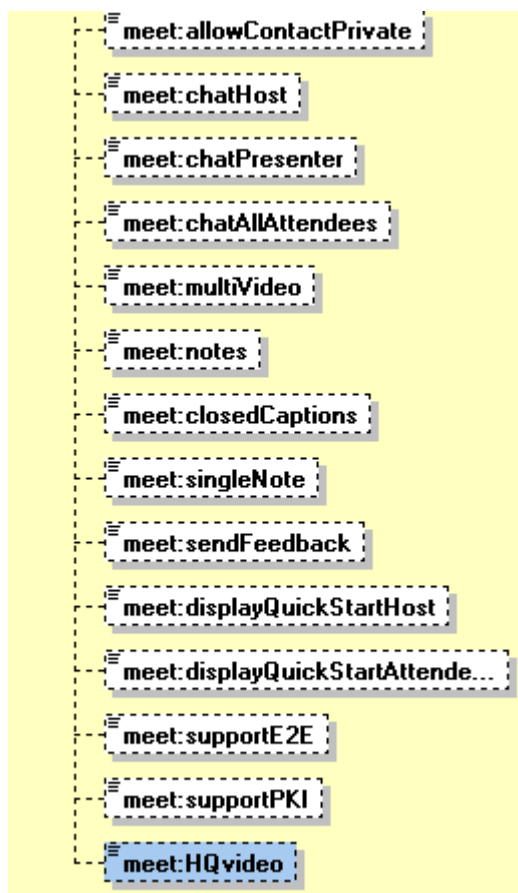 meet:allowContactPrivate
meet:chatHost
meet:chatPresenter
meet:chatAllAttendees
meet:multiVideo
meet:notes
meet:closedCaptions
meet:singleNote
meet:sendFeedback
meet:displayQuickStartHost
meet:displayQuickStartAttende...
meet:supportE2E
meet:supportPKI
meet:HQvideo